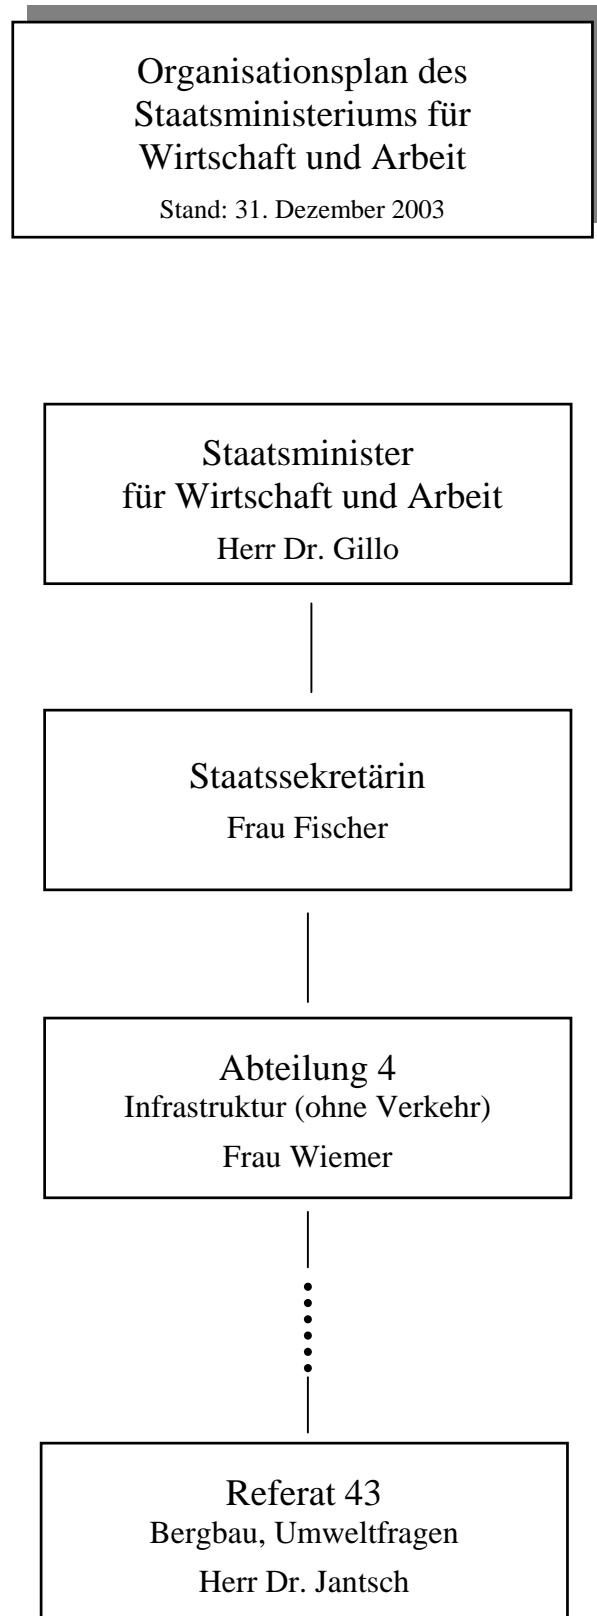 Organisationsplan des
Staatsministeriums für
Wirtschaft und Arbeit
Stand: 31. Dezember 2003
Staatsminister
für Wirtschaft und Arbeit
Herr Dr. Gillo
Staatssekretärin
Frau Fischer
Abteilung 4
Infrastruktur (ohne Verkehr)
Frau Wiemer
Referat 43
Bergbau, Umweltfragen
Herr Dr. Jantsch